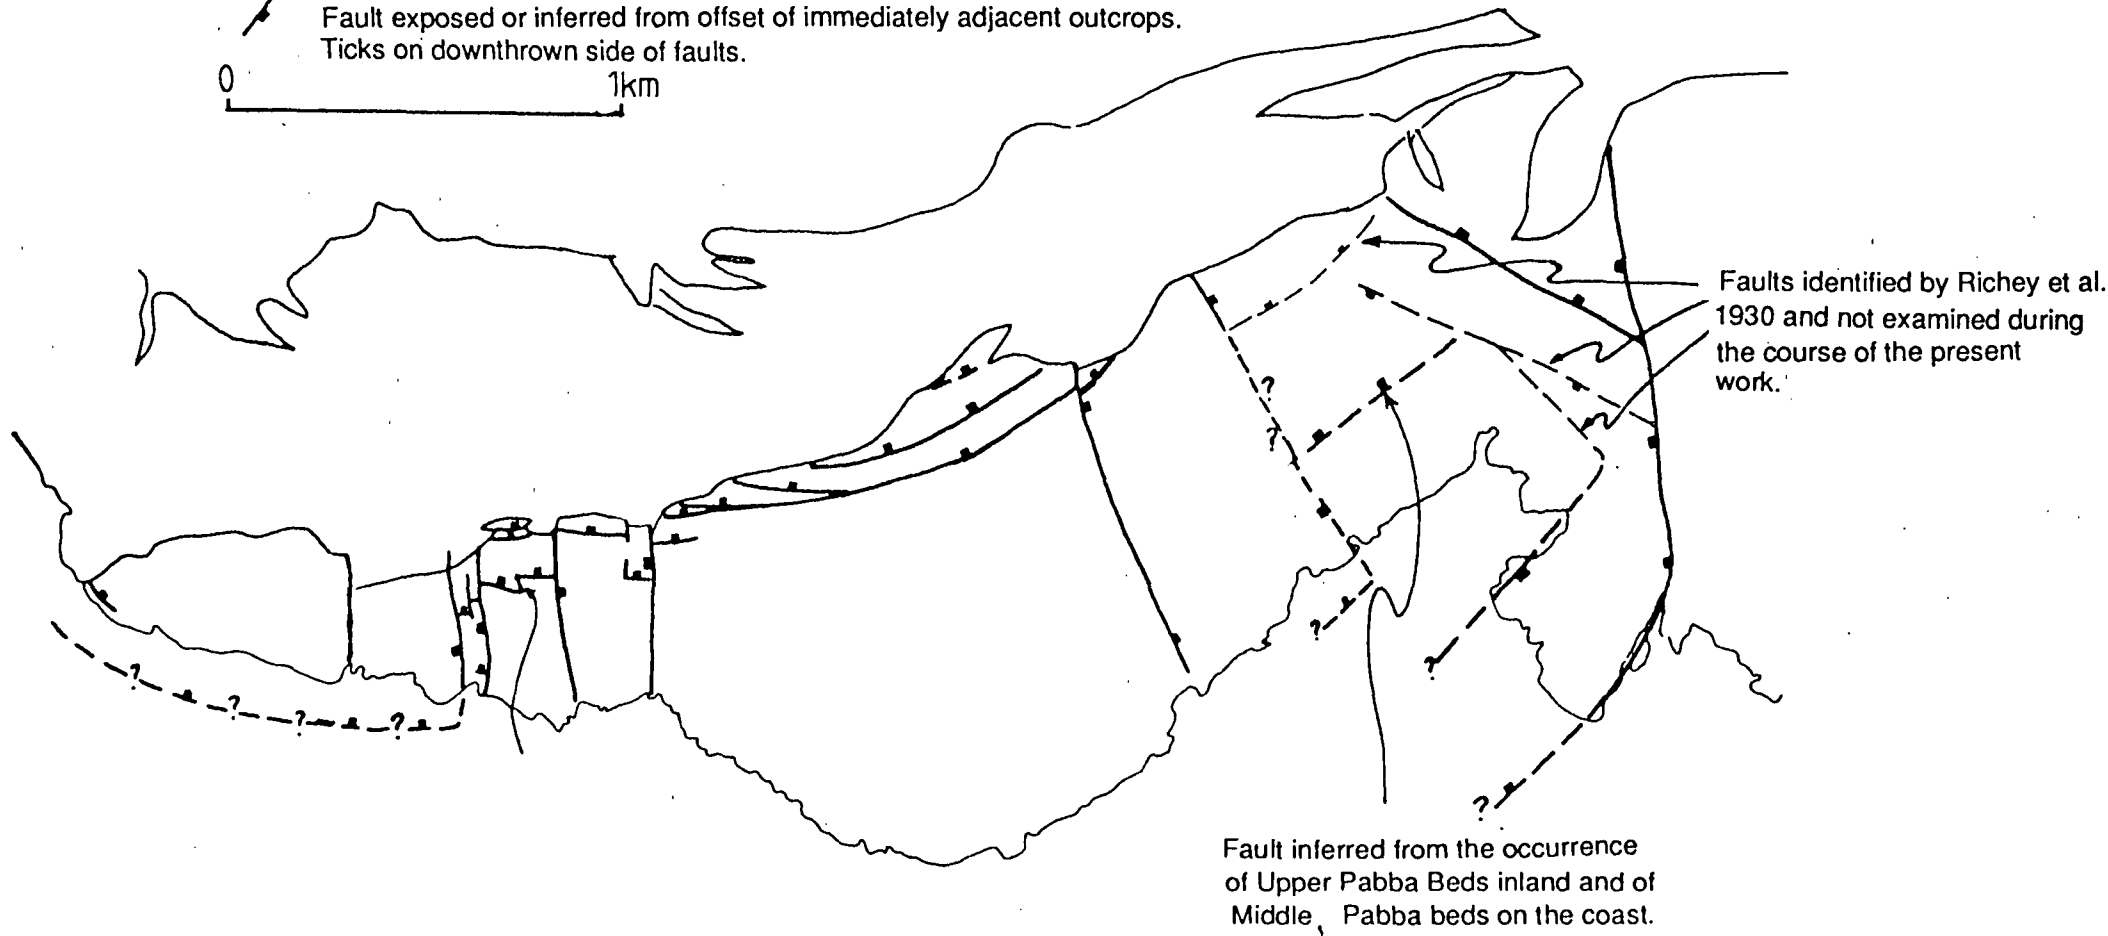 Fault exposed or inferred from offset of immediately adjacent outcrops.
Ticks on downthrown side of faults.
0 1km
Faults identified by Richey et al.
1930 and not examined during
the course of the present
work.
?
?
?
?
?
?
?
?
?
Fault inferred from the occurrence
of Upper Pabba Beds inland and of
Middle, Pabba beds on the coast.